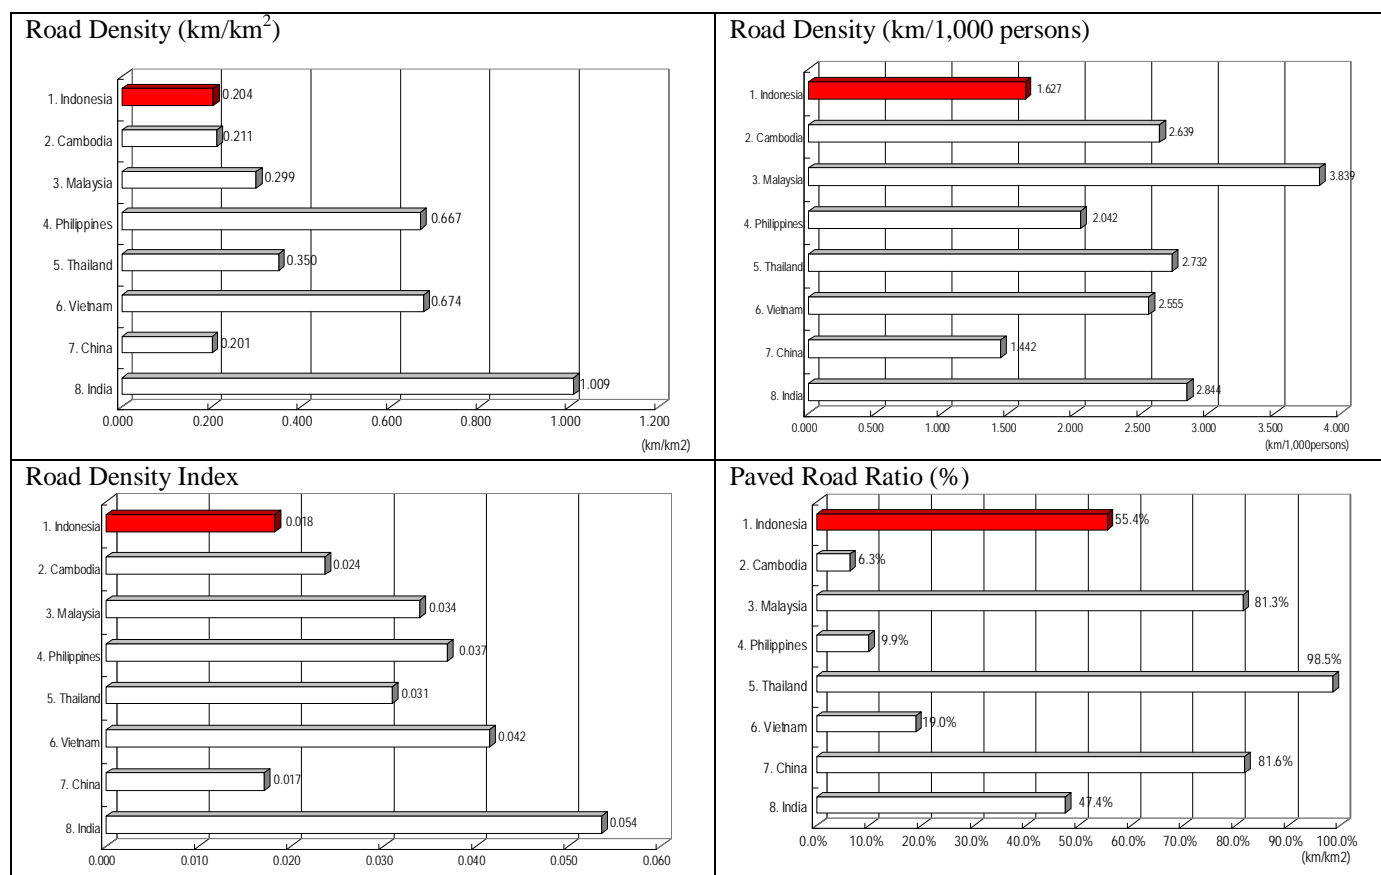 Road Density (km/km2)
1. Indonesia 0.204
2. Cambodia 0.211
3. Malaysia 0.299
4. Philippines 0.667
5. Thailand 0.350
6. Vietnam 0.674
7. China 0.201
8. India 1.009
0.000 0.200 0.400 0.600 0.800 1.000 1.200
(km/km2)
Road Density (km/1,000 persons)
1. Indonesia 1.627
2. Cambodia 2.639
3. Malaysia 3.839
4. Philippines 2.042
5. Thailand 2.732
6. Vietnam 2.555
7. China 1.442
8. India 2.844
0.000 0.500 1.000 1.500 2.000 2.500 3.000 3.500 4.000
(km/1,000persons)
Road Density Index
1. Indonesia 0.018
2. Cambodia 0.024
3. Malaysia 0.034
4. Philippines 0.037
5. Thailand 0.031
6. Vietnam 0.042
7. China 0.017
8. India 0.054
0.000 0.010 0.020 0.030 0.040 0.050 0.060
Paved Road Ratio (%)
1. Indonesia 55.4%
2. Cambodia 6.3%
3. Malaysia 81.3%
4. Philippines 9.9%
98.5%
5. Thailand
6. Vietnam 19.0%
7. China 81.6%
8. India 47.4%
0.0% 10.0% 20.0% 30.0% 40.0% 50.0% 60.0% 70.0% 80.0% 90.0% 100.0%
(km/km2)